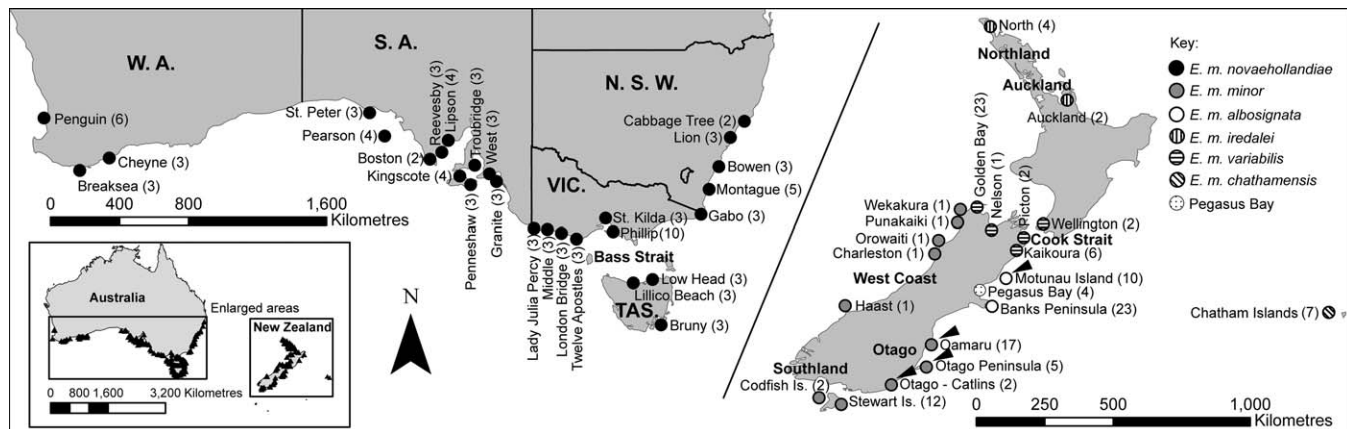 W. A.
S. A.
N. S. W.
VIC.
TAS.
Bass Strait
Penguin (6)
Cheyne (3)
Breaksea (3)
St. Peter (3)
Pearson (4)
Boston (2)
Reevesby (3)
Lipson (4)
Troubridge (3)
West (3)
Kingscote (4)
Penneshaw (3)
Granite (3)
Lady Julia Percy (3)
Middle (3)
London Bridge (3)
Twelve Apostles (3)
St. Kilda (3)
Phillip(10)
Cabbage Tree (2)
Lion (3)
Bowen (3)
Montague (5)
Gabo (3)
Low Head (3)
Lillico Beach (3)
Bruny (3)
0 400 800 1,600
Kilometres
Enlarged areas
Australia
New Zealand
0 800 1,600 3,200 Kilometres
N
North (4)
Northland
Auckland
Auckland (2)
Golden Bay (23)
Nelson (1)
Picton (2)
Wekakura (1)
Punakaiki (1)
Orowaiti (1)
Charleston (1)
Wellington (2)
Cook Strait
Kaikoura (6)
West Coast
Motunau Island (10)
Pegasus Bay (4)
Banks Peninsula (23)
Haast (1)
Chatham Islands (7)
Otago
Oamaru (17)
Otago Peninsula (5)
Southland
Otago - Catlins (2)
Codfish Is. (2)
Stewart Is. (12)
0 250 500 1,000
Kilometres
Key:
E. m. novaehollandiae
E. m. minor
E. m. albosignata
E. m. iredalei
E. m. variabilis
E. m. chathamensis
Pegasus Bay